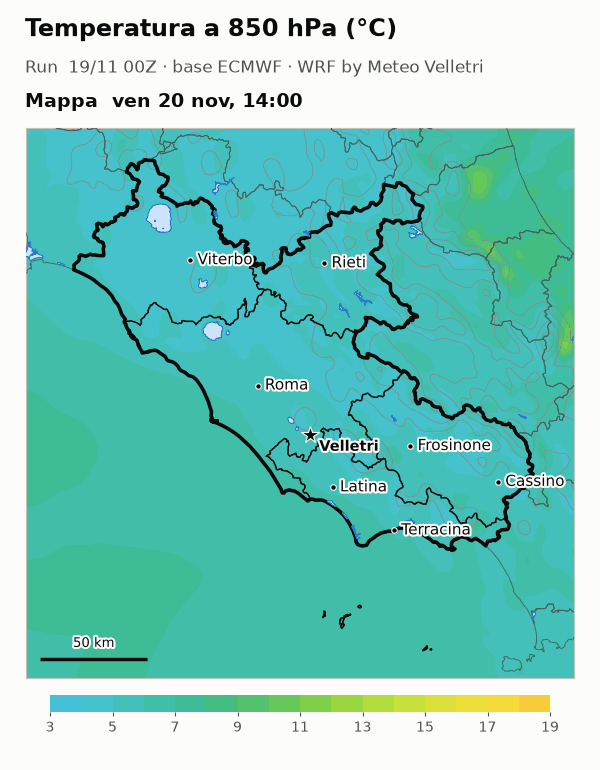 Temperatura a 850 hPa (°C)
Run  19/11 00Z · base ECMWF · WRF by Meteo Velletri
Mappa  ven 20 nov, 14:00
Viterbo
Rieti
Roma
Velletri
Frosinone
Latina
Cassino
Terracina
50 km
3 5 7 9 11 13 15 17 19